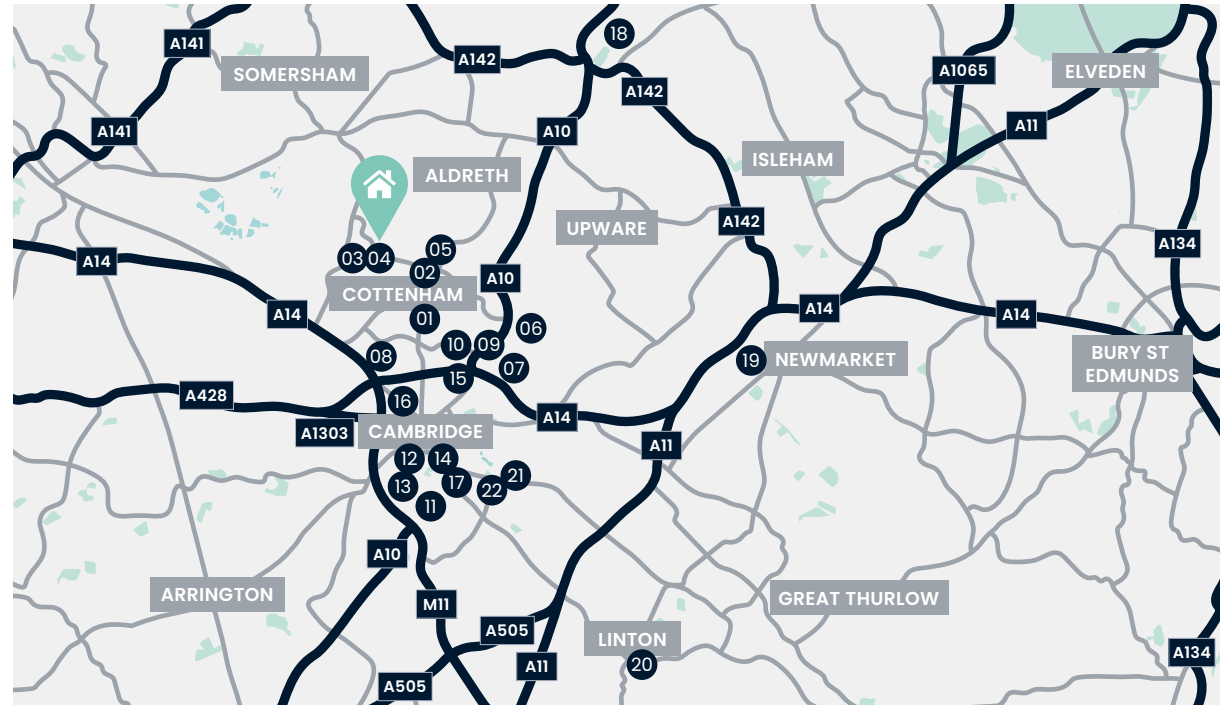 18
A141
A142
SOMERSHAM
A1065
ELVEDEN
A142
A141
A10
A11
ISLEHAM
ALDRETH
A142
UPWARE
A134
05
03
04
A14
02
A10
COTTENHAM
A14
A14
A14
01
06
10
09
08
19
NEWMARKET
BURY ST
EDMUNDS
07
15
A428
16
A14
A1303
CAMBRIDGE
A11
12
14
21
13
17
22
11
A10
ARRINGTON
M11
GREAT THURLOW
A505
LINTON
A134
20
A11
A505